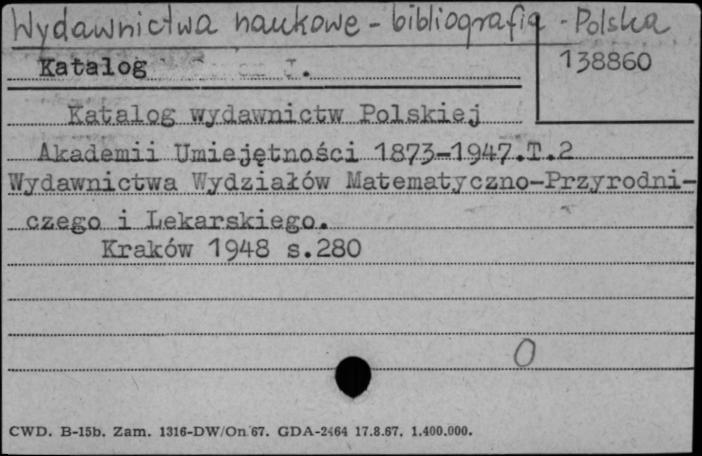 Wydawnictwa naukowe - bibliografia - Polska
Katalog
138860
Katalog wydawnictw Polskiej
Akademii Umiejętności 1873-1947.T.2
Wydawnictwa Wydziałów Matematyczno-Przyrodni-
czego i Lekarskiego.
Kraków 1948 s.280
O
CWD. B-15b. Zam. 1316-DW/On 67. GDA-2464 17.8.67. 1.400.000.